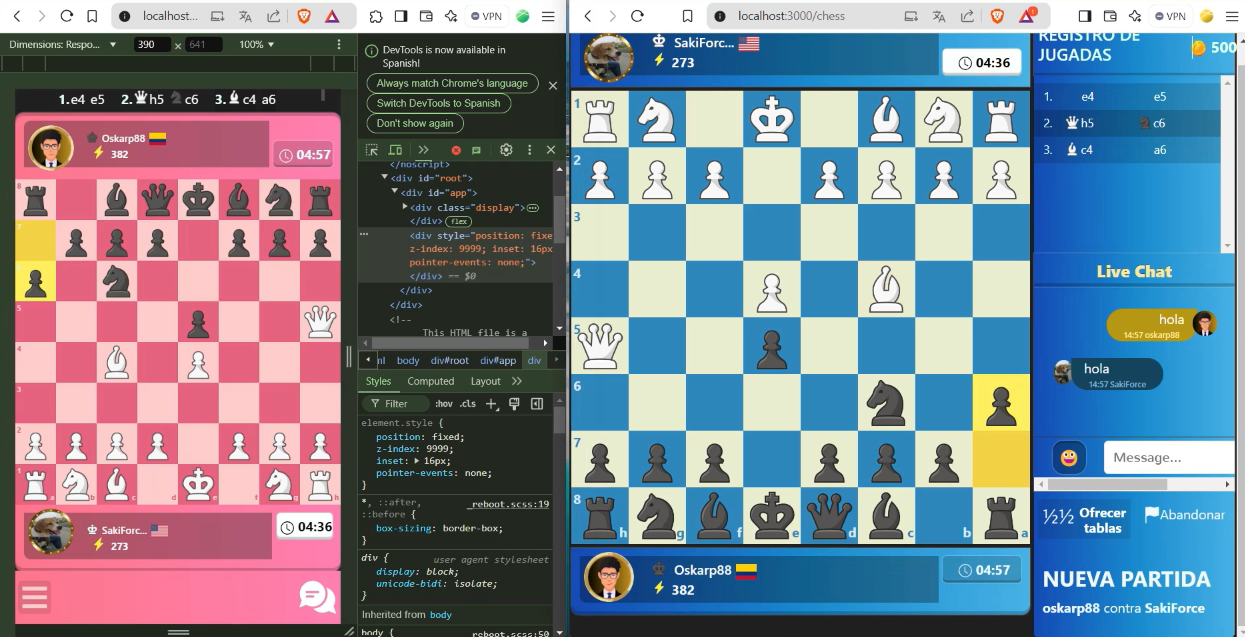 localhost...
VPN
Dimensions: Respo...
390
×
641
100%
1.e4 e5 2. h5 c6 3. c4 a6
Oskarp88
382
04:57
8
7
5
4
3
2
1
a
b
c
d
e
f
g
h
SakiForc...
273
04:36
DevTools is now available in
Spanish!
Always match Chrome's language
Switch DevTools to Spanish
Don't show again
</noscript>
<div id="root">
<div id="app">
<div class="display">
</div> flex
<div style="position: fixe
z-index: 9999; inset: 16px
pointer-events: none;">
</div> == $0
</div>
</div>
<!--
This HTML file is a
nl body div#root div#app div
Styles Computed Layout
Filter :hov .cls
element.style {
position: fixed;
z-index: 9999;
inset: 16px;
pointer-events: none;
}
*, ::after, _reboot.scss:19
::before {
box-sizing: border-box;
}
div { user agent stylesheet
display: block;
unicode-bidi: isolate;
}
Inherited from body
body { _reboot.scss:50
localhost:3000/chess
1
VPN
SakiForc...
273
04:36
1
2
3
4
5
6
7
8
h
g
f
e
d
c
b
a
Oskarp88
382
04:57
REGISTRO DE
JUGADAS
500
1. e4 e5
2. h5 c6
3. c4 a6
Live Chat
hola
14:57 oskarp88
hola
14:57 SakiForce
Message...
½½ Ofrecer
tablas
Abandonar
NUEVA PARTIDA
oskarp88 contra SakiForce